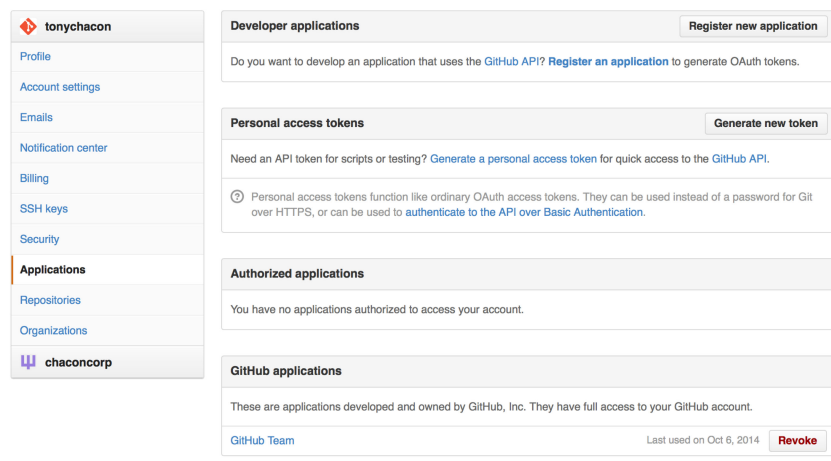 tonychacon
Profile
Account settings
Emails
Notification center
Billing
SSH keys
Security
Applications
Repositories
Organizations
chaconcorp
Developer applications
Register new application
Do you want to develop an application that uses the GitHub API? Register an application to generate OAuth tokens.
Personal access tokens
Generate new token
Need an API token for scripts or testing? Generate a personal access token for quick access to the GitHub API.
Personal access tokens function like ordinary OAuth access tokens. They can be used instead of a password for Git
over HTTPS, or can be used to authenticate to the API over Basic Authentication.
Authorized applications
You have no applications authorized to access your account.
GitHub applications
These are applications developed and owned by GitHub, Inc. They have full access to your GitHub account.
GitHub Team
Last used on Oct 6, 2014
Revoke